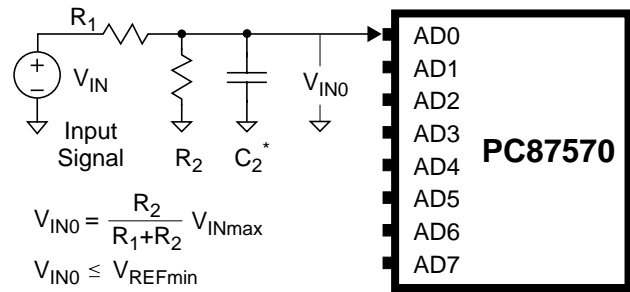 R1
VIN
Input
Signal
R2
C2*
VIN0
AD0
AD1
AD2
AD3
AD4
AD5
AD6
AD7
PC87570
VIN0 = R2 / R1+R2 VINmax
VIN0 ≤ VREFmin